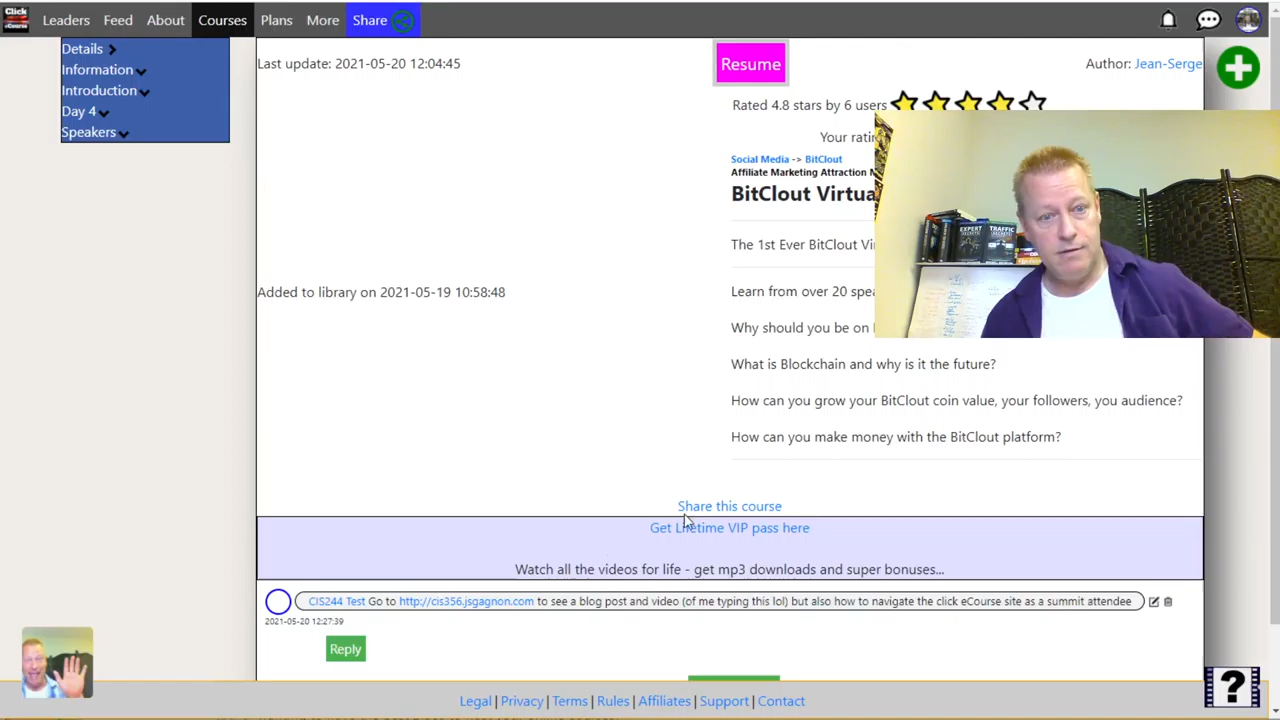 Click
eCourse
Leaders Feed About Courses Plans More Share
Details
Information
Introduction
Day 4
Speakers
Last update: 2021-05-20 12:04:45
Resume
Author: Jean-Serge
Rated 4.8 stars by 6 users
Your
Social Media -> BitClout
Affiliate Marketing Attraction
BitClout
The 1st Ever BitClout
EXPERT
SECRETS
TRAFFIC
SECRETS
Added to library on 2021-05-19 10:58:48
Learn from over 20
Why should you be on
What is Blockchain and why is it the future?
How can you grow your BitClout coin value, your followers, you audience?
How can you make money with the BitClout platform?
Share this course
Get Lifetime VIP pass here
Watch all the videos for life - get mp3 downloads and super bonuses...
CIS244 Test Go to http://cis356.jsgagnon.com to see a blog post and video (of me typing this lol) but also how to navigate the click eCourse site as a summit attendee
2021-05-20 12:27:39
Reply
Legal | Privacy | Terms | Rules | Affiliates | Support | Contact
?